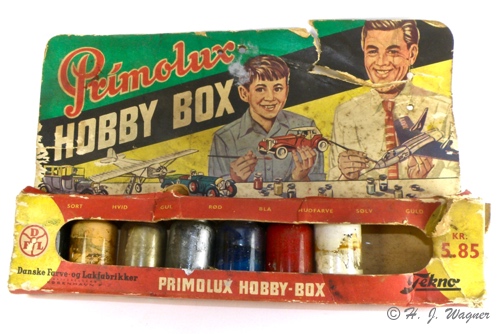 Primolux
HOBBY BOX
SORT HVID GUL RØD BLÅ HUDFARVE SØLV GULD
DFL
KR.
5.85
Danske Farve og Lakfabrikker
PRIMOLUX HOBBY-BOX
Tekno
© H. J. Wagner